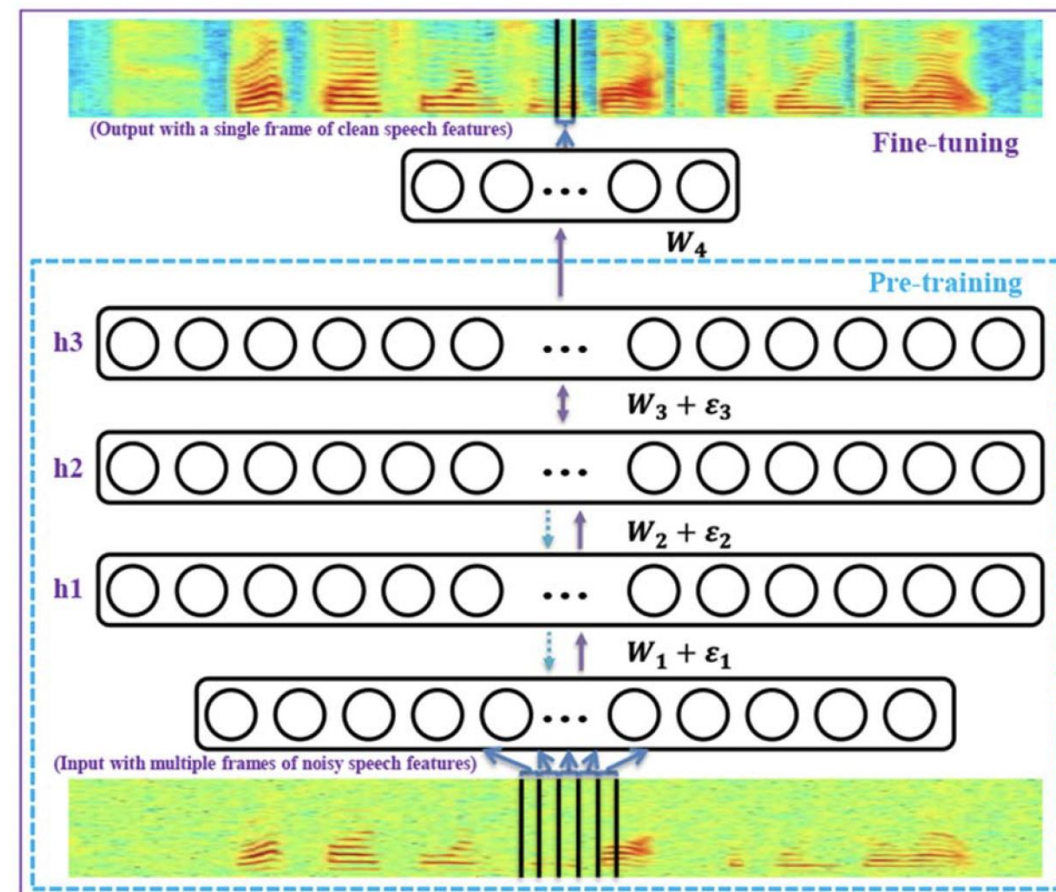 (Output with a single frame of clean speech features)
Fine-tuning
...
W₄
Pre-training
h3
...
W₃ + ε₃
h2
...
W₂ + ε₂
h1
...
W₁ + ε₁
...
(Input with multiple frames of noisy speech features)